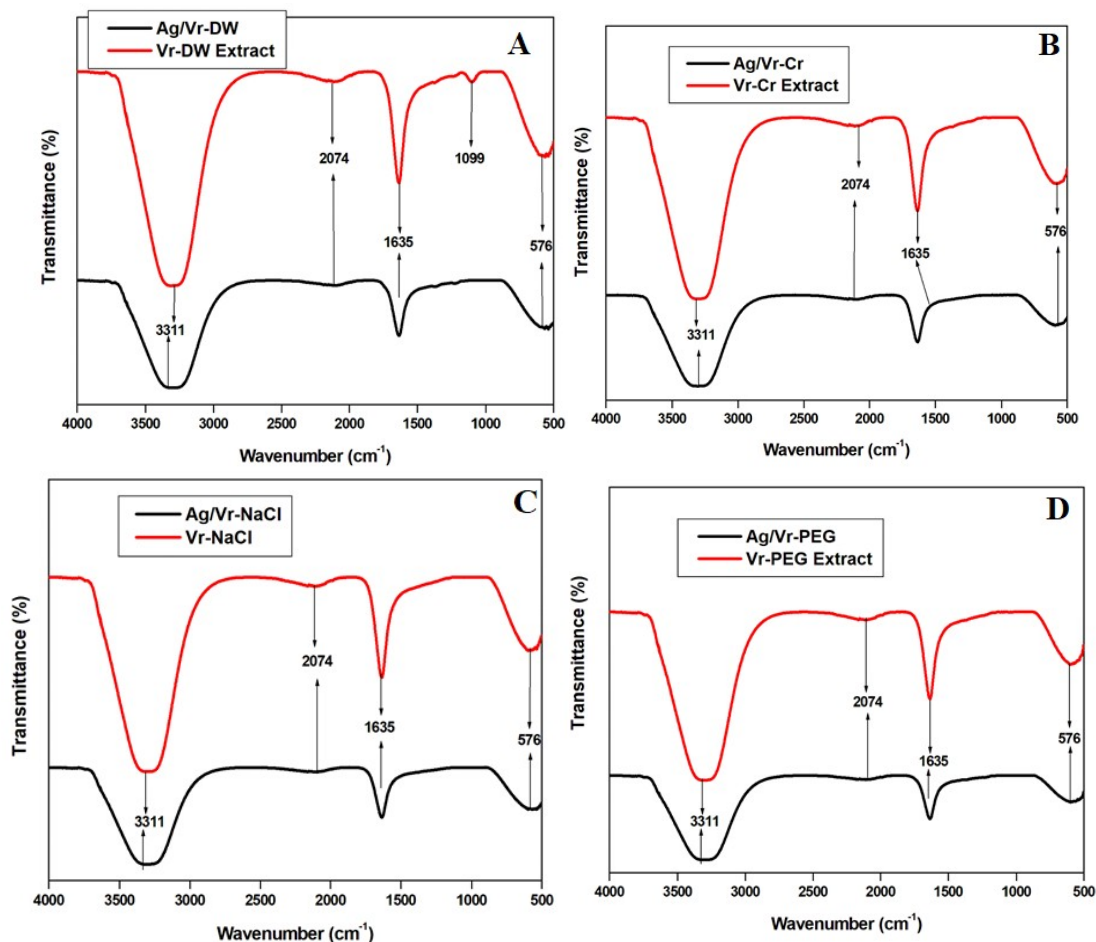 Ag/Vr-DW
Vr-DW Extract
A
Transmittance (%)
2074
1099
1635
576
3311
4000 3500 3000 2500 2000 1500 1000 500
Wavenumber (cm⁻¹)
Ag/Vr-Cr
Vr-Cr Extract
B
Transmittance (%)
2074
1635
576
3311
4000 3500 3000 2500 2000 1500 1000 500
Wavenumber (cm⁻¹)
Ag/Vr-NaCl
Vr-NaCl
C
Transmittance (%)
2074
1635
576
3311
4000 3500 3000 2500 2000 1500 1000 500
Wavenumber (cm⁻¹)
Ag/Vr-PEG
Vr-PEG Extract
D
Transmittance (%)
2074
576
1635
3311
4000 3500 3000 2500 2000 1500 1000 500
Wavenumber (cm⁻¹)